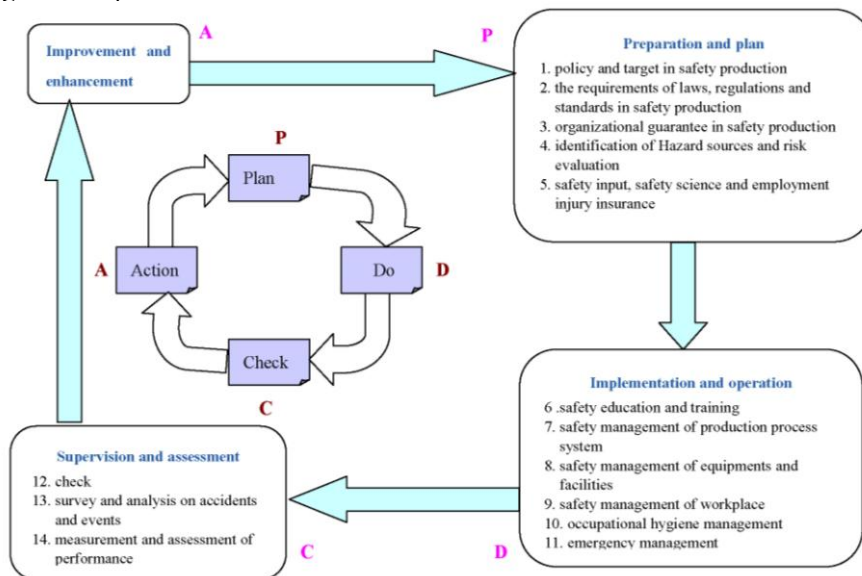 A
P
Improvement and
enhancement
Preparation and plan
1. policy and target in safety production
2. the requirements of laws, regulations and
standards in safety production
3. organizational guarantee in safety production
4. identification of Hazard sources and risk
evaluation
5. safety input, safety science and employment
injury insurance
P
Plan
A
Action
Do
D
Check
C
Implementation and operation
6 .safety education and training
7. safety management of production process
system
8. safety management of equipments and
facilities
9. safety management of workplace
10. occupational hygiene management
11. emergency management
Supervision and assessment
12. check
13. survey and analysis on accidents
and events
14. measurement and assessment of
performance
C
D